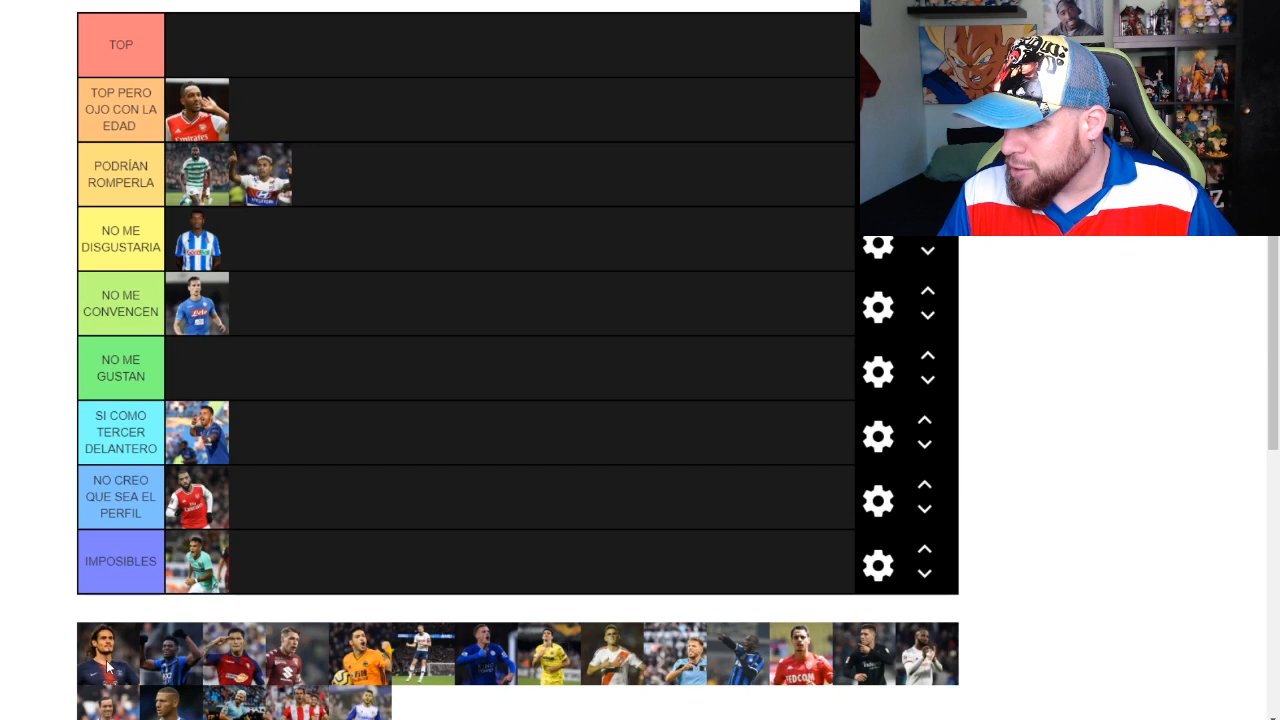 TOP
TOP PERO
OJO CON LA
EDAD
PODRÍAN
ROMPERLA
NO ME
DISGUSTARIA
NO ME
CONVENCEN
NO ME
GUSTAN
SI COMO
TERCER
DELANTERO
NO CREO
QUE SEA EL
PERFIL
IMPOSIBLES